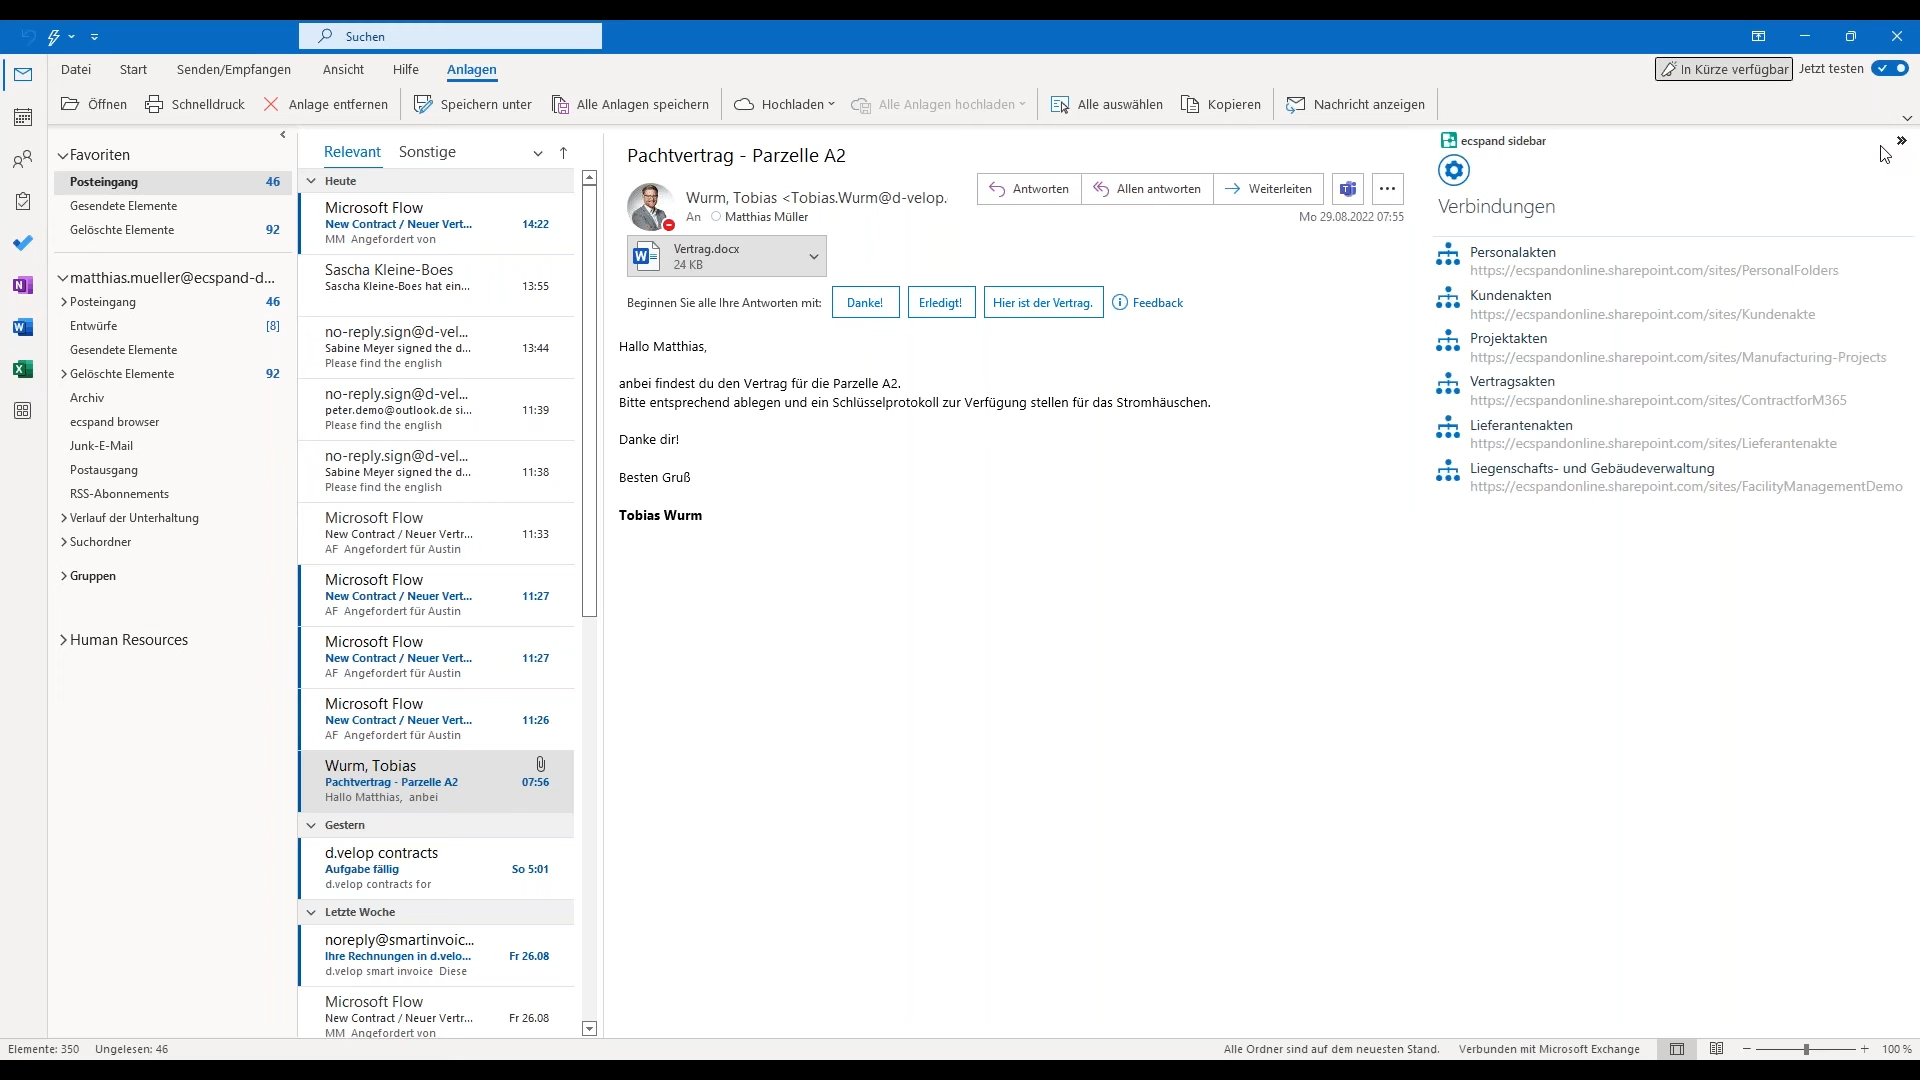 Suchen
Datei Start Senden/Empfangen Ansicht Hilfe Anlagen
In Kürze verfügbar Jetzt testen
Öffnen Schnelldruck Anlage entfernen Speichern unter Alle Anlagen speichern Hochladen Alle Anlagen hochladen Alle auswählen Kopieren Nachricht anzeigen
Favoriten
Posteingang 46
Gesendete Elemente
Gelöschte Elemente 92
matthias.mueller@ecspand-d...
Posteingang 46
Entwürfe [8]
Gesendete Elemente
Gelöschte Elemente 92
Archiv
ecspand browser
Junk-E-Mail
Postausgang
RSS-Abonnements
Verlauf der Unterhaltung
Suchordner
Gruppen
Human Resources
Relevant Sonstige
Heute
Microsoft Flow
New Contract / Neuer Vert... 14:22
MM Angefordert von
Sascha Kleine-Boes
Sascha Kleine-Boes hat ein... 13:55
no-reply.sign@d-vel...
Sabine Meyer signed the d... 13:44
Please find the english
no-reply.sign@d-vel...
peter.demo@outlook.de si... 11:39
Please find the english
no-reply.sign@d-vel...
Sabine Meyer signed the d... 11:38
Please find the english
Microsoft Flow
New Contract / Neuer Vertr... 11:33
AF Angefordert für Austin
Microsoft Flow
New Contract / Neuer Vert... 11:27
AF Angefordert für Austin
Microsoft Flow
New Contract / Neuer Vert... 11:27
AF Angefordert für Austin
Microsoft Flow
New Contract / Neuer Vert... 11:26
AF Angefordert für Austin
Wurm, Tobias
Pachtvertrag - Parzelle A2 07:56
Hallo Matthias, anbei
Gestern
d.velop contracts
Aufgabe fällig So 5:01
d.velop contracts for
Letzte Woche
noreply@smartinvoic...
Ihre Rechnungen in d.velo... Fr 26.08
d.velop smart invoice Diese
Microsoft Flow
New Contract / Neuer Vertr... Fr 26.08
MM Angefordert von
Pachtvertrag - Parzelle A2
Wurm, Tobias <Tobias.Wurm@d-velop.
An Matthias Müller
Antworten Allen antworten Weiterleiten
Mo 29.08.2022 07:55
Vertrag.docx
24 KB
Beginnen Sie alle Ihre Antworten mit: Danke! Erledigt! Hier ist der Vertrag. Feedback
Hallo Matthias,
anbei findest du den Vertrag für die Parzelle A2.
Bitte entsprechend ablegen und ein Schlüsselprotokoll zur Verfügung stellen für das Stromhäuschen.
Danke dir!
Besten Gruß
Tobias Wurm
ecspand sidebar
Verbindungen
Personalakten
https://ecspandonline.sharepoint.com/sites/PersonalFolders
Kundenakten
https://ecspandonline.sharepoint.com/sites/Kundenakte
Projektakten
https://ecspandonline.sharepoint.com/sites/Manufacturing-Projects
Vertragsakten
https://ecspandonline.sharepoint.com/sites/ContractforM365
Lieferantenakten
https://ecspandonline.sharepoint.com/sites/Lieferantenakte
Liegenschafts- und Gebäudeverwaltung
https://ecspandonline.sharepoint.com/sites/FacilityManagementDemo
Elemente: 350 Ungelesen: 46
Alle Ordner sind auf dem neuesten Stand. Verbunden mit Microsoft Exchange 100 %